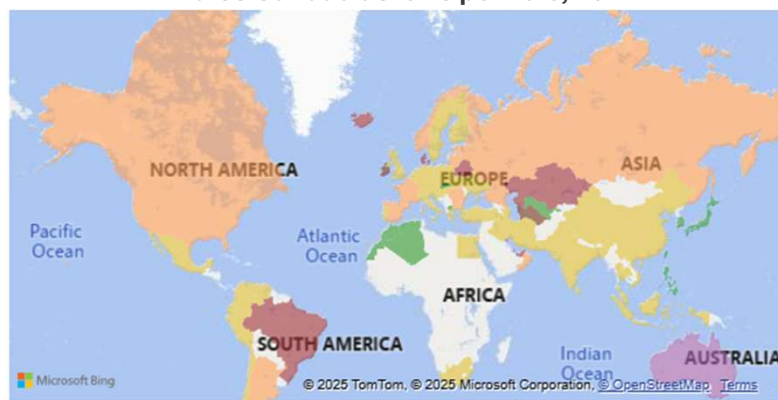 NORTH AMERICA
EUROPE
ASIA
Pacific
Ocean
Atlantic
Ocean
AFRICA
SOUTH AMERICA
Indian
Ocean
AUSTRALIA
Microsoft Bing
© 2025 TomTom, © 2025 Microsoft Corporation, © OpenStreetMap Terms